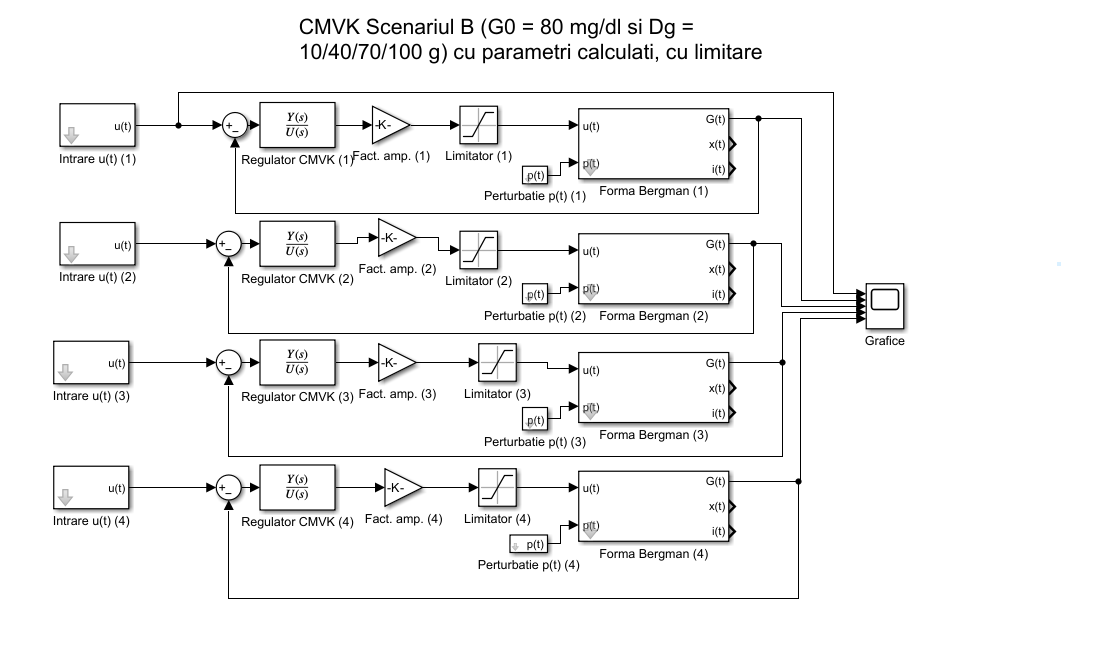 CMVK Scenariul B (G0 = 80 mg/dl si Dg =
10/40/70/100 g) cu parametri calculati, cu limitare
u(t)
Intrare u(t) (1)
+
_
Y(s)
U(s)
Regulator CMVK (1)
-K-
Fact. amp. (1)
Limitator (1)
p(t)
Perturbatie p(t) (1)
u(t)
p(t)
G(t)
x(t)
i(t)
Forma Bergman (1)
u(t)
Intrare u(t) (2)
+
_
Y(s)
U(s)
Regulator CMVK (2)
-K-
Fact. amp. (2)
Limitator (2)
p(t)
Perturbatie p(t) (2)
u(t)
p(t)
G(t)
x(t)
i(t)
Forma Bergman (2)
Grafice
u(t)
Intrare u(t) (3)
+
_
Y(s)
U(s)
Regulator CMVK (3)
-K-
Fact. amp. (3)
Limitator (3)
p(t)
Perturbatie p(t) (3)
u(t)
p(t)
G(t)
x(t)
i(t)
Forma Bergman (3)
u(t)
Intrare u(t) (4)
+
_
Y(s)
U(s)
Regulator CMVK (4)
-K-
Fact. amp. (4)
Limitator (4)
p(t)
Perturbatie p(t) (4)
u(t)
p(t)
G(t)
x(t)
i(t)
Forma Bergman (4)